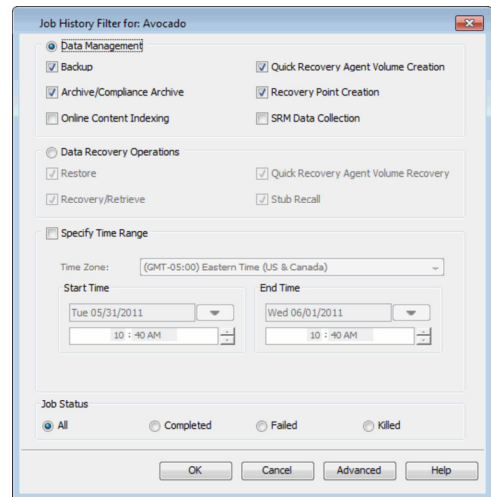 Job History Filter for: Avocado
Data Management
Backup
Quick Recovery Agent Volume Creation
Archive/Compliance Archive
Recovery Point Creation
Online Content Indexing
SRM Data Collection
Data Recovery Operations
Restore
Quick Recovery Agent Volume Recovery
Recovery/Retrieve
Stub Recall
Specify Time Range
Time Zone: (GMT-05:00) Eastern Time (US & Canada)
Start Time
End Time
Tue 05/31/2011
Wed 06/01/2011
10 : 40 AM
10 : 40 AM
Job Status
All Completed Failed Killed
OK Cancel Advanced Help